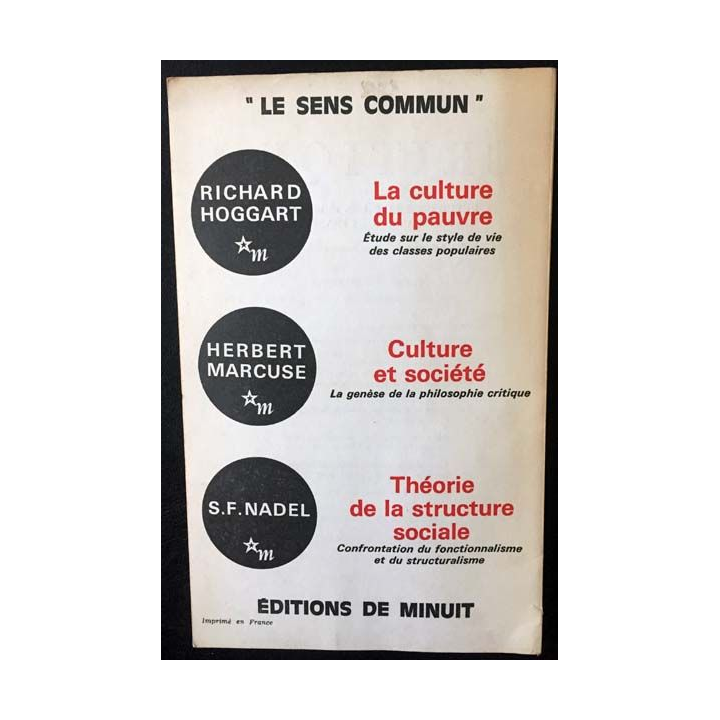 " LE SENS COMMUN "
RICHARD
HOGGART
m
La culture
du pauvre
Étude sur le style de vie
des classes populaires
HERBERT
MARCUSE
m
Culture
et société
La genèse de la philosophie critique
S.F.NADEL
m
Théorie
de la structure
sociale
Confrontation du fonctionnalisme
et du structuralisme
ÉDITIONS DE MINUIT
Imprimé en France